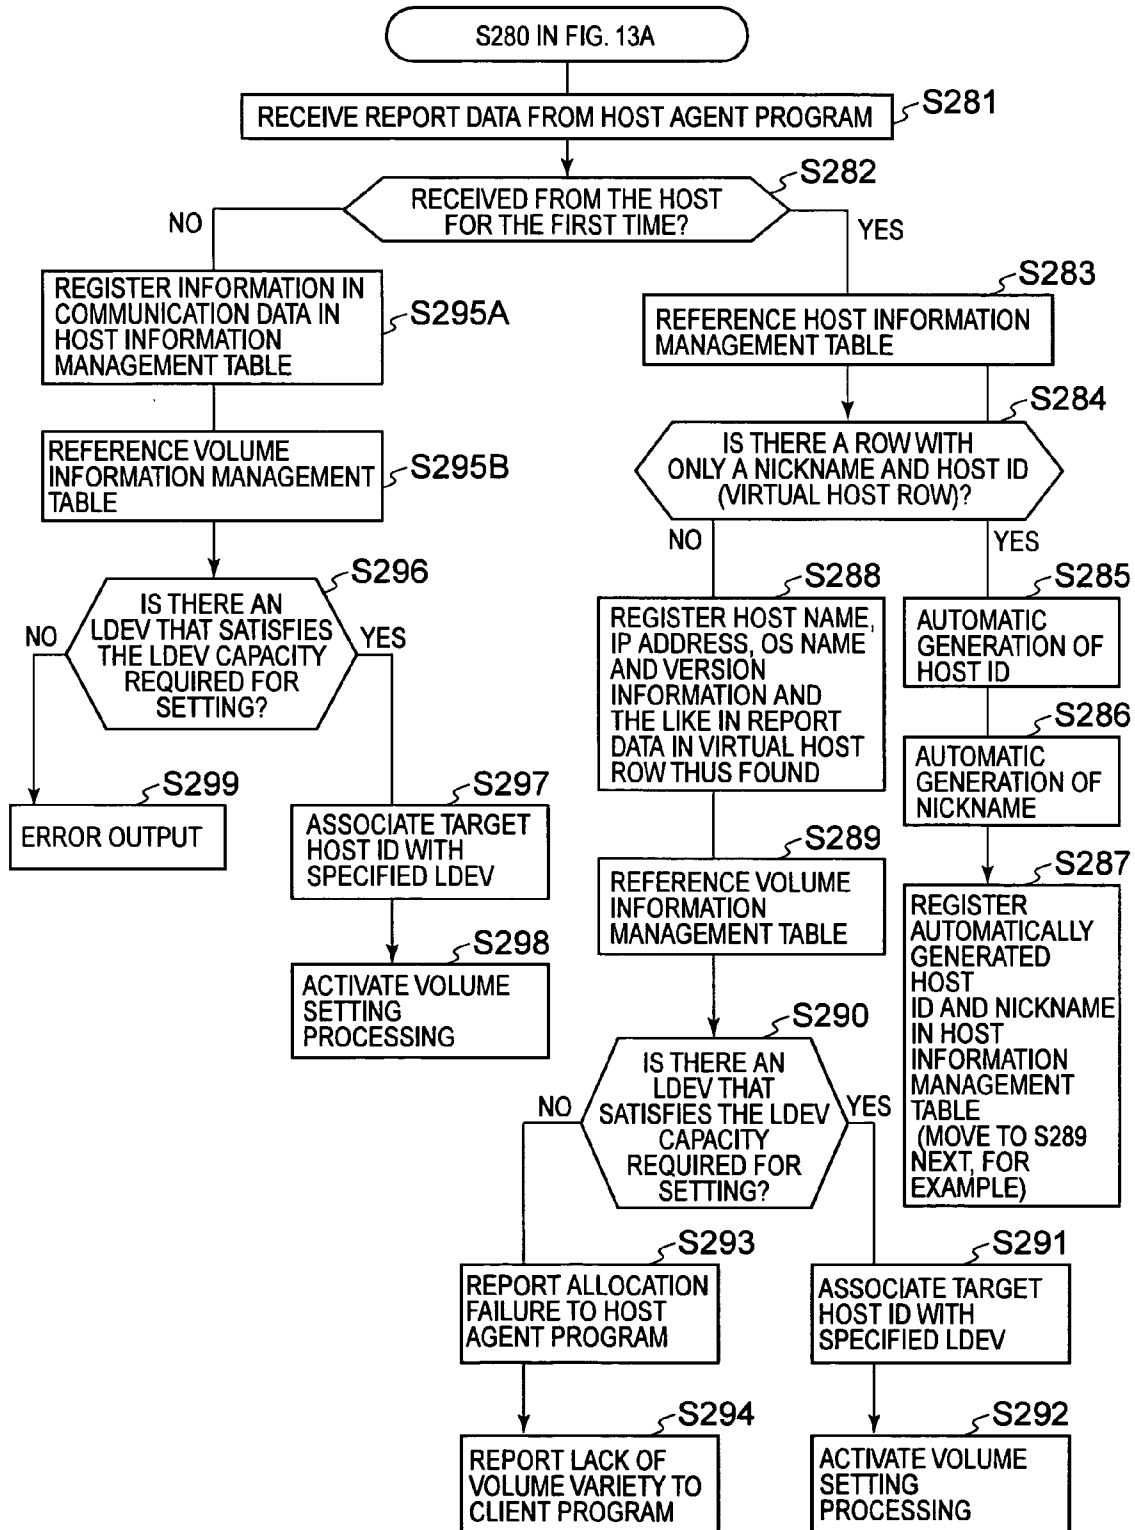 S280 IN FIG. 13A
RECEIVE REPORT DATA FROM HOST AGENT PROGRAM
S281
S282
RECEIVED FROM THE HOST
FOR THE FIRST TIME?
NO
YES
REGISTER INFORMATION IN
COMMUNICATION DATA IN
HOST INFORMATION
MANAGEMENT TABLE
S295A
S283
REFERENCE HOST INFORMATION
MANAGEMENT TABLE
REFERENCE VOLUME
INFORMATION MANAGEMENT
TABLE
S295B
S284
IS THERE A ROW WITH
ONLY A NICKNAME AND HOST ID
(VIRTUAL HOST ROW)?
NO
YES
S296
IS THERE AN
LDEV THAT SATISFIES
THE LDEV CAPACITY
REQUIRED FOR
SETTING?
NO
YES
S288
REGISTER HOST NAME,
IP ADDRESS, OS NAME
AND VERSION
INFORMATION AND
THE LIKE IN REPORT
DATA IN VIRTUAL HOST
ROW THUS FOUND
S285
AUTOMATIC
GENERATION OF
HOST ID
S286
AUTOMATIC
GENERATION OF
NICKNAME
S299
ERROR OUTPUT
S297
ASSOCIATE TARGET
HOST ID WITH
SPECIFIED LDEV
S289
REFERENCE VOLUME
INFORMATION
MANAGEMENT TABLE
S287
REGISTER
AUTOMATICALLY
GENERATED
HOST
ID AND NICKNAME
IN HOST
INFORMATION
MANAGEMENT
TABLE
(MOVE TO S289
NEXT, FOR
EXAMPLE)
S298
ACTIVATE VOLUME
SETTING
PROCESSING
S290
IS THERE AN
LDEV THAT
SATISFIES THE LDEV
CAPACITY
REQUIRED FOR
SETTING?
NO
YES
S293
REPORT ALLOCATION
FAILURE TO HOST
AGENT PROGRAM
S291
ASSOCIATE TARGET
HOST ID WITH
SPECIFIED LDEV
S294
REPORT LACK OF
VOLUME VARIETY TO
CLIENT PROGRAM
S292
ACTIVATE VOLUME
SETTING
PROCESSING